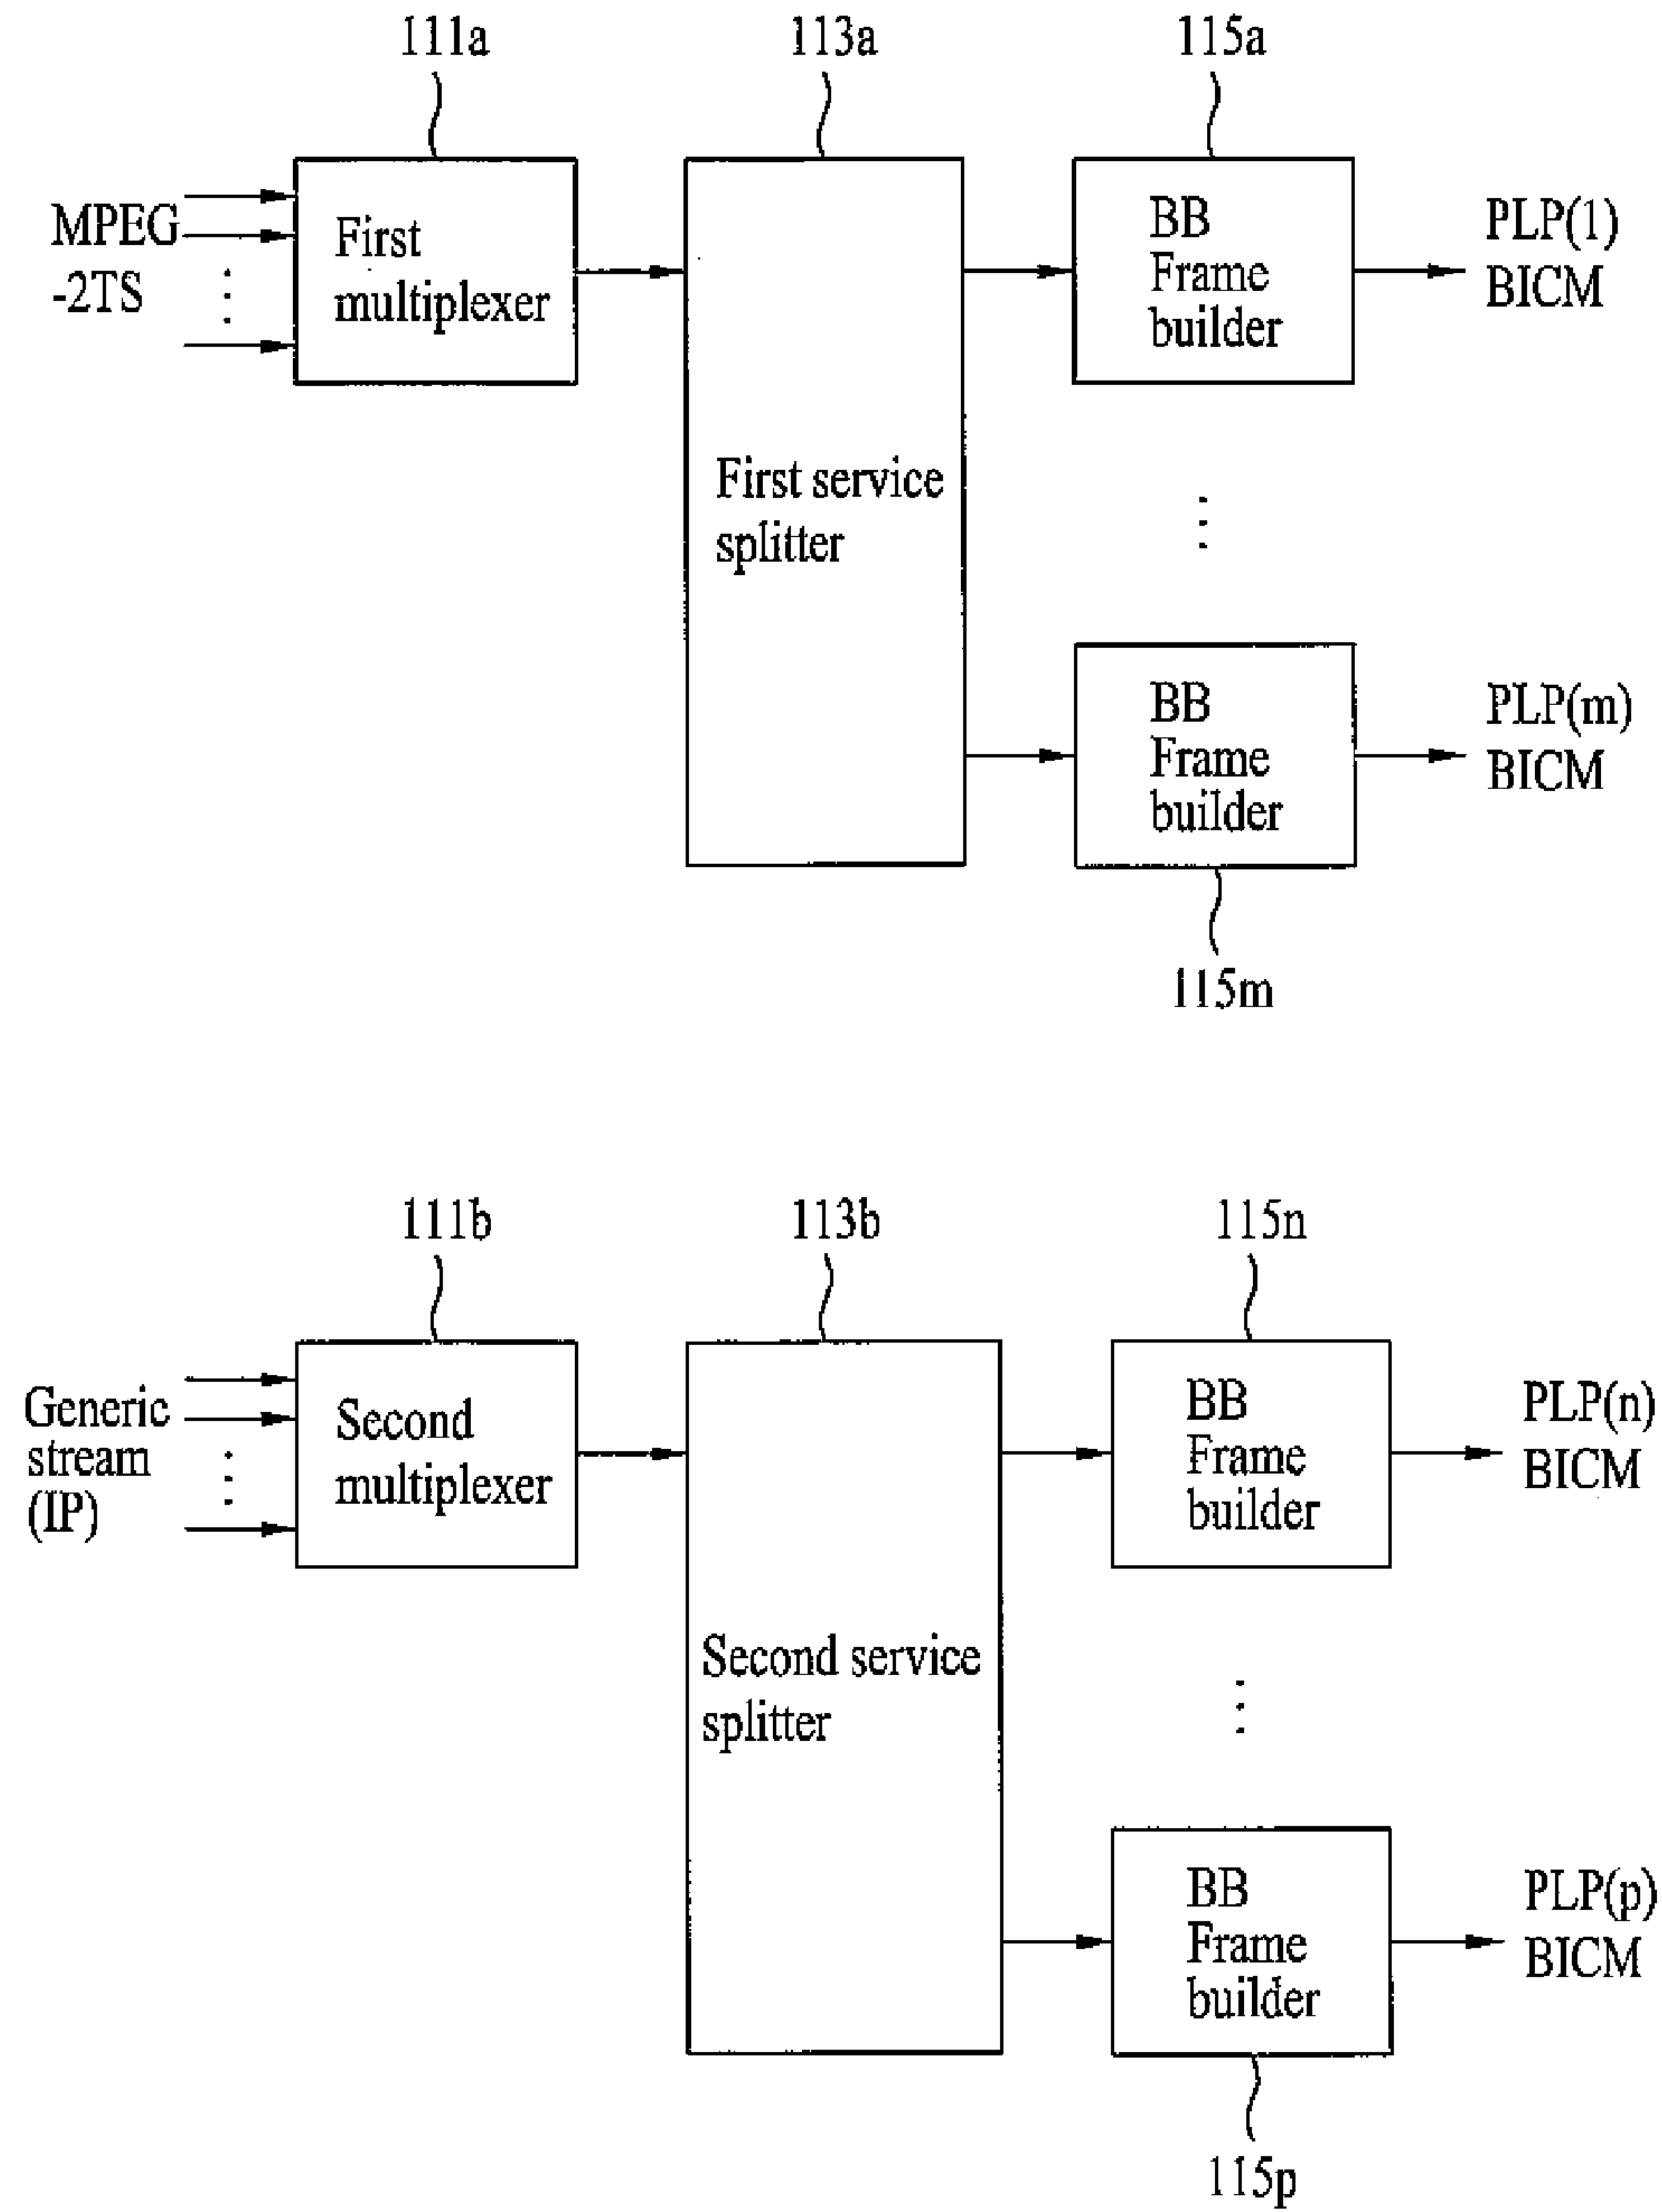 111a
113a
115a
MPEG
-2TS
First
multiplexer
First service
splitter
BB
Frame
builder
PLP(1)
BICM
BB
Frame
builder
PLP(m)
BICM
115m
111b
113b
115n
Generic
stream
(IP)
Second
multiplexer
Second service
splitter
BB
Frame
builder
PLP(n)
BICM
BB
Frame
builder
PLP(p)
BICM
115p